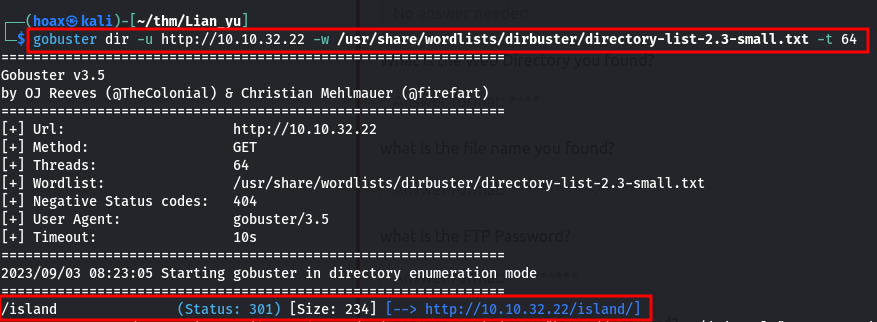 No answer needed
┌──(hoax㉿kali)-[~/thm/Lian_yu]
└─$ gobuster dir -u http://10.10.32.22 -w /usr/share/wordlists/dirbuster/directory-list-2.3-small.txt -t 64
===============================================================
Gobuster v3.5
by OJ Reeves (@TheColonial) & Christian Mehlmauer (@firefart)
===============================================================
[+] Url: http://10.10.32.22
[+] Method: GET
[+] Threads: 64
what is the file name you found?
[+] Wordlist: /usr/share/wordlists/dirbuster/directory-list-2.3-small.txt
[+] Negative Status codes: 404
[+] User Agent: gobuster/3.5
[+] Timeout: 10s
what is the FTP Password?
===============================================================
2023/09/03 08:23:05 Starting gobuster in directory enumeration mode
===============================================================
/island (Status: 301) [Size: 234] [--> http://10.10.32.22/island/]